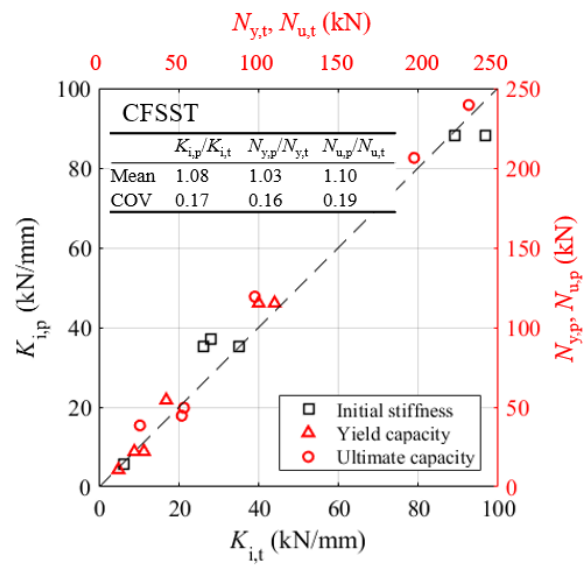 N_y,t, N_u,t (kN)
0 50 100 150 200 250
100 250
CFSST
K_i,p/K_i,t N_y,p/N_y,t N_u,p/N_u,t
Mean 1.08 1.03 1.10
COV 0.17 0.16 0.19
80 200
60 150
40 100
20 50
0 0
K_i,p (kN/mm)
N_y,p, N_u,p (kN)
Initial stiffness
Yield capacity
Ultimate capacity
0 20 40 60 80 100
K_i,t (kN/mm)